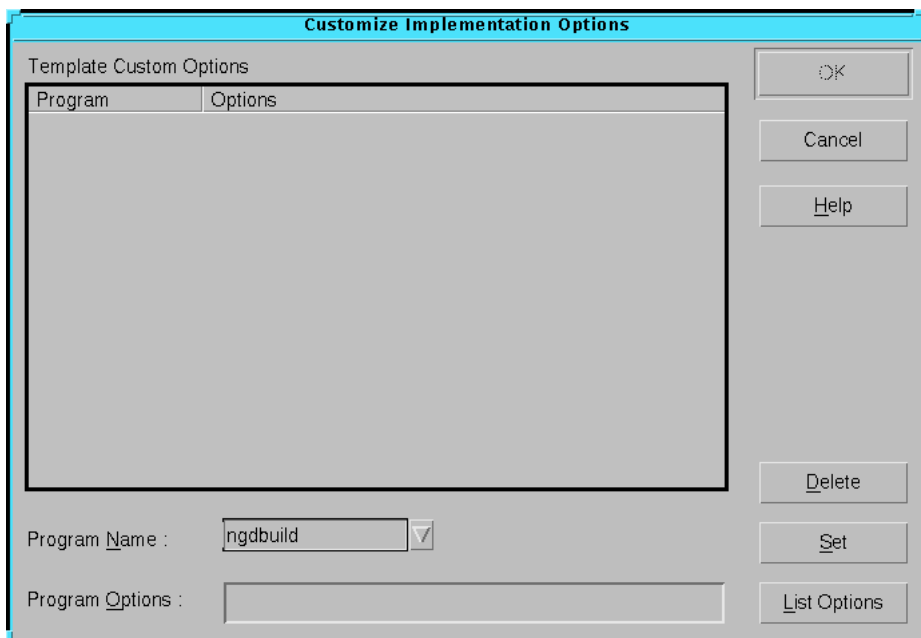 Customize Implementation Options
Template Custom Options
OK
Program Options
Cancel
Help
Delete
Program Name : ngdbuild
Set
Program Options :
List Options